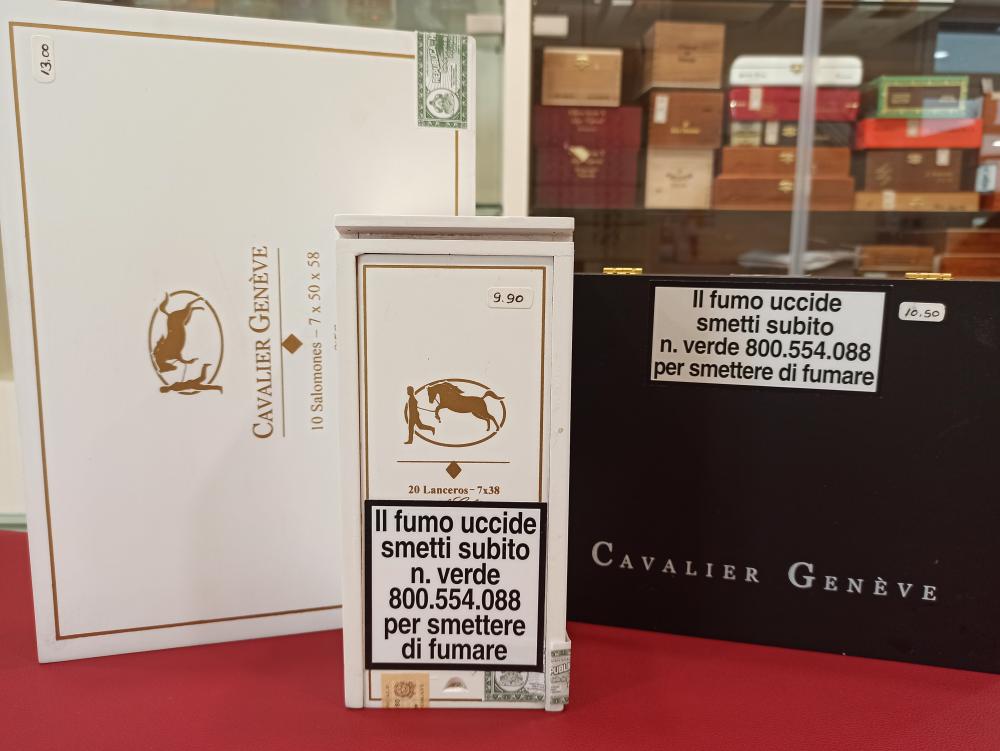 13.00
CAVALIER GENÈVE
10 Salomones – 7 x 50 x 58
9.90
20 Lanceros – 7x38
Il fumo uccide
smetti subito
n. verde
800.554.088
per smettere
di fumare
Il fumo uccide
smetti subito
n. verde 800.554.088
per smettere di fumare
10.50
CAVALIER GENÈVE